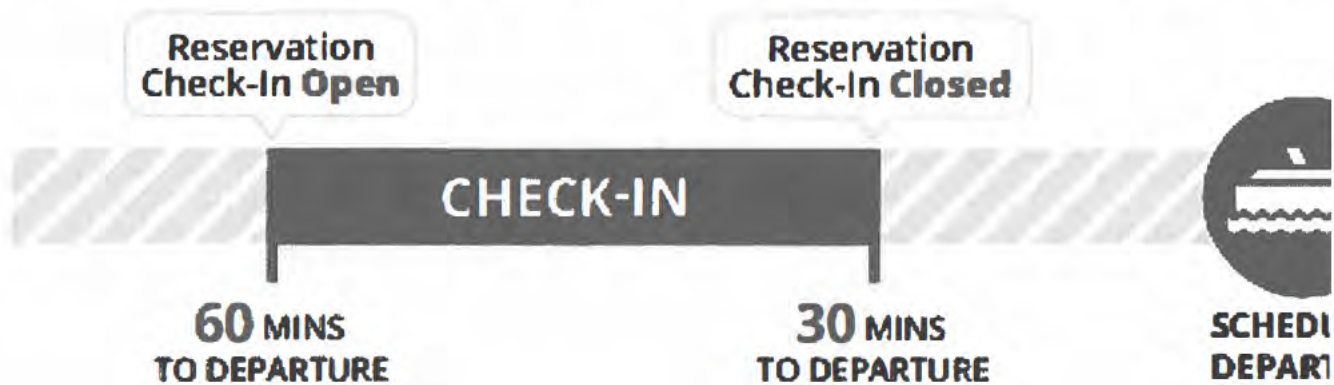 Reservation
Check-In Open
Reservation
Check-In Closed
CHECK-IN
60 MINS
TO DEPARTURE
30 MINS
TO DEPARTURE